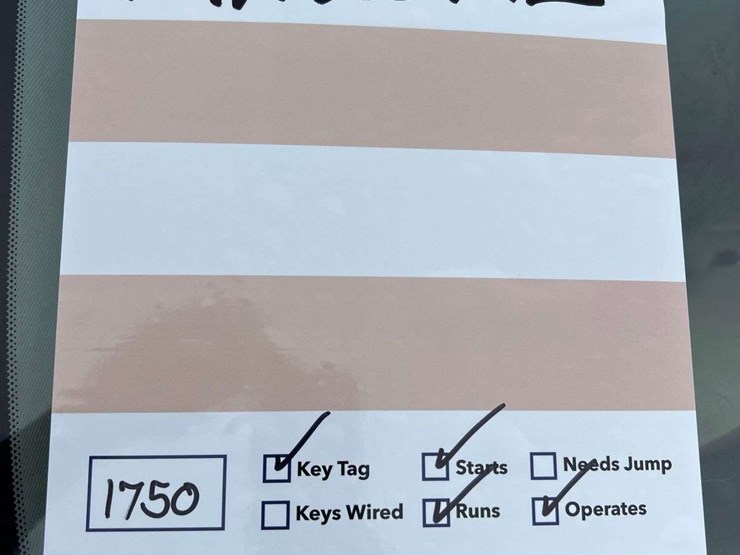 Key Tag Starts Needs Jump
1750
Keys Wired Runs Operates